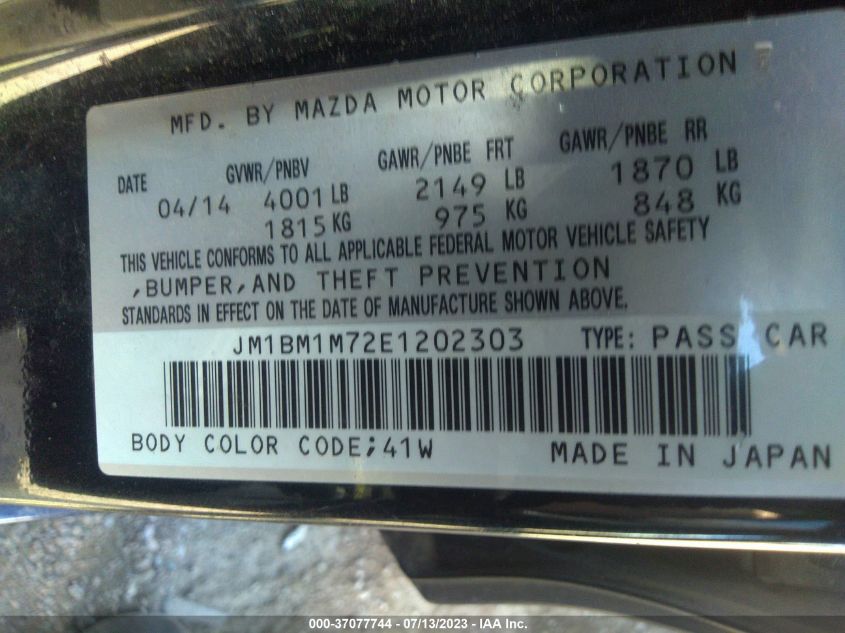 MFD. BY MAZDA MOTOR CORPORATION
DATE GVWR/PNBV GAWR/PNBE FRT GAWR/PNBE RR
04/14 4001 LB 2149 LB 1870 LB
1815 KG 975 KG 848 KG
THIS VEHICLE CONFORMS TO ALL APPLICABLE FEDERAL MOTOR VEHICLE SAFETY
,BUMPER,AND THEFT PREVENTION
STANDARDS IN EFFECT ON THE DATE OF MANUFACTURE SHOWN ABOVE.
JM1BM1M72E1202303 TYPE: PASS CAR
BODY COLOR CODE;41W MADE IN JAPAN
000-37077744 - 07/13/2023 - IAA Inc.